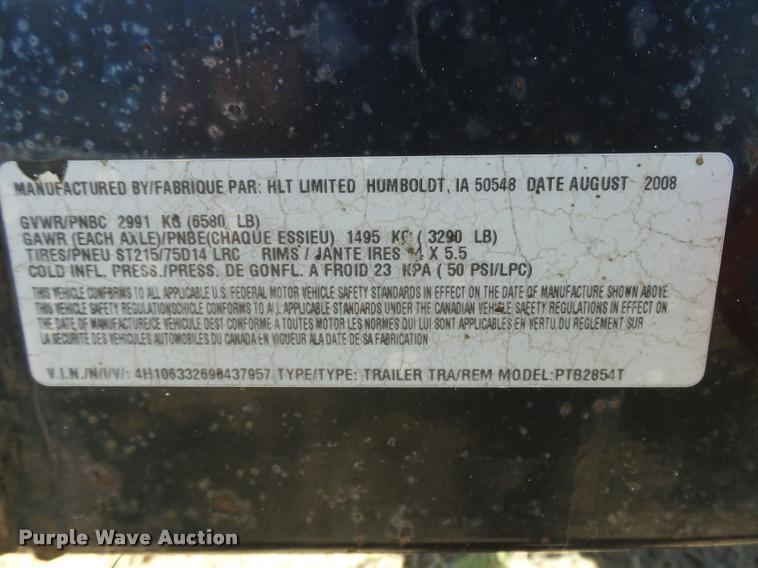 MANUFACTURED BY/FABRIQUE PAR: HLT LIMITED HUMBOLDT, IA 50548 DATE AUGUST 2008
GVWR/PNBC 2991 KG (6580 LB)
GAWR (EACH AXLE)/PNBE(CHAQUE ESSIEU) 1495 KG ( 3290 LB)
TIRES/PNEU ST215/75D14 LRC RIMS / JANTE IRES X 5.5
COLD INFL. PRESS./PRESS. DE GONFL. A FROID 23 KPA ( 50 PSI/LPC)
THIS VEHICLE CONFORMS TO ALL APPLICABLE U.S. FEDERAL MOTOR VEHICLE SAFETY STANDARDS IN EFFECT ON THE DATE OF MANUFACTURE SHOWN ABOVE.
THIS VEHICLE SAFETY REGULATIONSCHICLE CONFORMS TO ALL APPLICABLE STANDARDS UNDER THE CANADIAN VEHICLE SAFETY REGULATIONS IN EFFECT ON
THE DATE OF MANUFACTURE/CE VEHICULE DEST CONFORME A TOUTES MOTOR LES NORMES QUI LUI SONT APPLICABLES EN VERTU DU REGLEMENT SUR
LA SECURITE DES VEHICULES AUTOMOBILES DU CANADA EN VIGUEUR ALA DATE DE SA FABRICATION
V.I.N./N/I/V/: TYPE/TYPE: TRAILER TRA/REM MODEL:PTB2854T
Purple Wave Auction